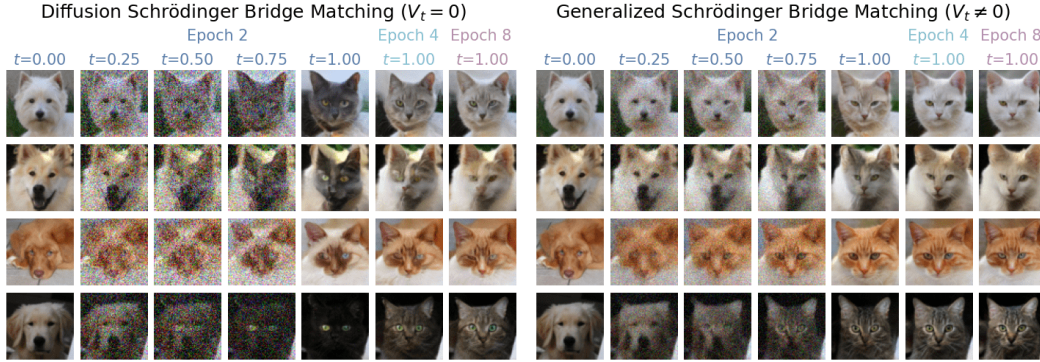 Diffusion Schrödinger Bridge Matching (V_t = 0)
Epoch 2 Epoch 4 Epoch 8
t=0.00 t=0.25 t=0.50 t=0.75 t=1.00 t=1.00 t=1.00
Generalized Schrödinger Bridge Matching (V_t ≠ 0)
Epoch 2 Epoch 4 Epoch 8
t=0.00 t=0.25 t=0.50 t=0.75 t=1.00 t=1.00 t=1.00